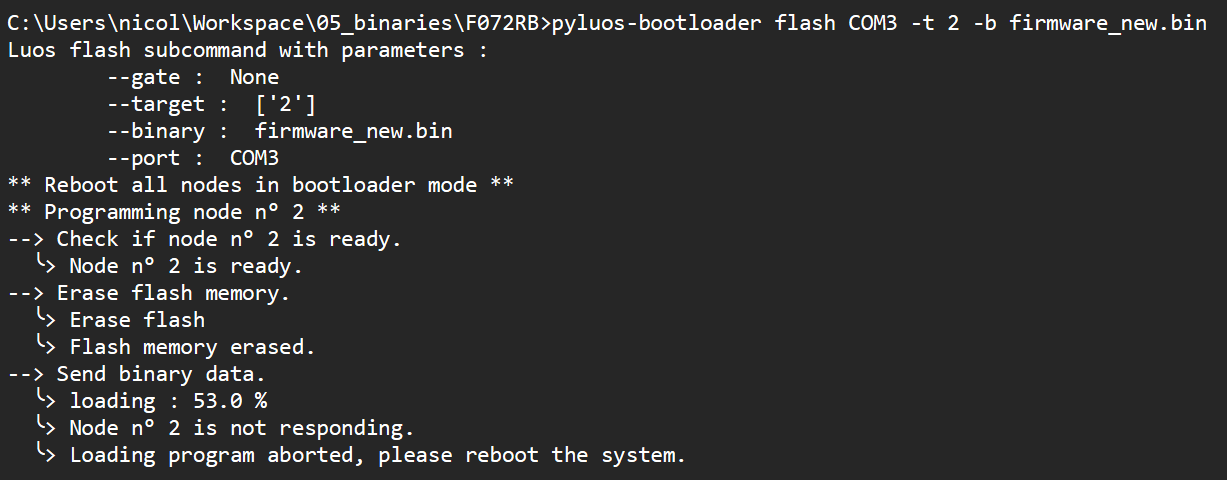 C:\Users\nicol\Workspace\05_binaries\F072RB>pyluos-bootloader flash COM3 -t 2 -b firmware_new.bin
Luos flash subcommand with parameters :
        --gate :  None
        --target :  ['2']
        --binary :  firmware_new.bin
        --port :  COM3
** Reboot all nodes in bootloader mode **
** Programming node n° 2 **
--> Check if node n° 2 is ready.
  ╰> Node n° 2 is ready.
--> Erase flash memory.
  ╰> Erase flash
  ╰> Flash memory erased.
--> Send binary data.
  ╰> loading : 53.0 %
  ╰> Node n° 2 is not responding.
  ╰> Loading program aborted, please reboot the system.